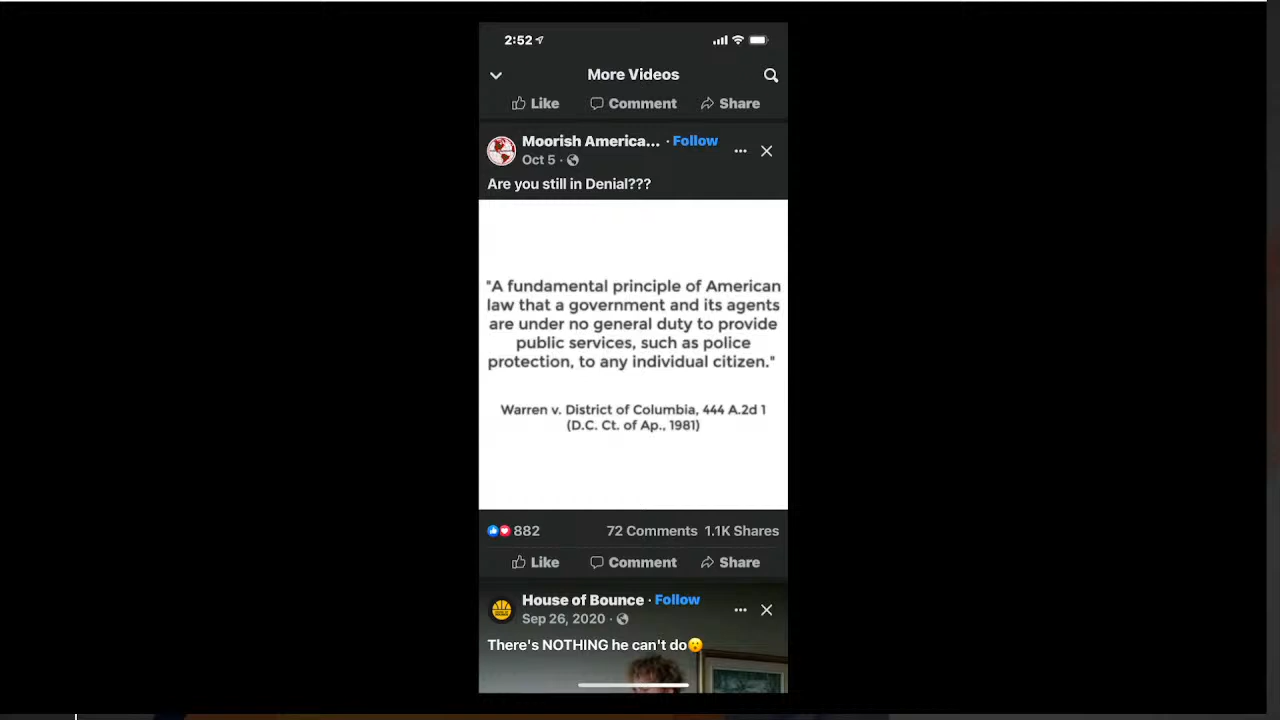 2:52
More Videos
Like Comment Share
Moorish America... · Follow
Oct 5 ·
Are you still in Denial???
"A fundamental principle of American
law that a government and its agents
are under no general duty to provide
public services, such as police
protection, to any individual citizen."
Warren v. District of Columbia, 444 A.2d 1
(D.C. Ct. of Ap., 1981)
882 72 Comments 1.1K Shares
Like Comment Share
House of Bounce · Follow
Sep 26, 2020 ·
There's NOTHING he can't do😮